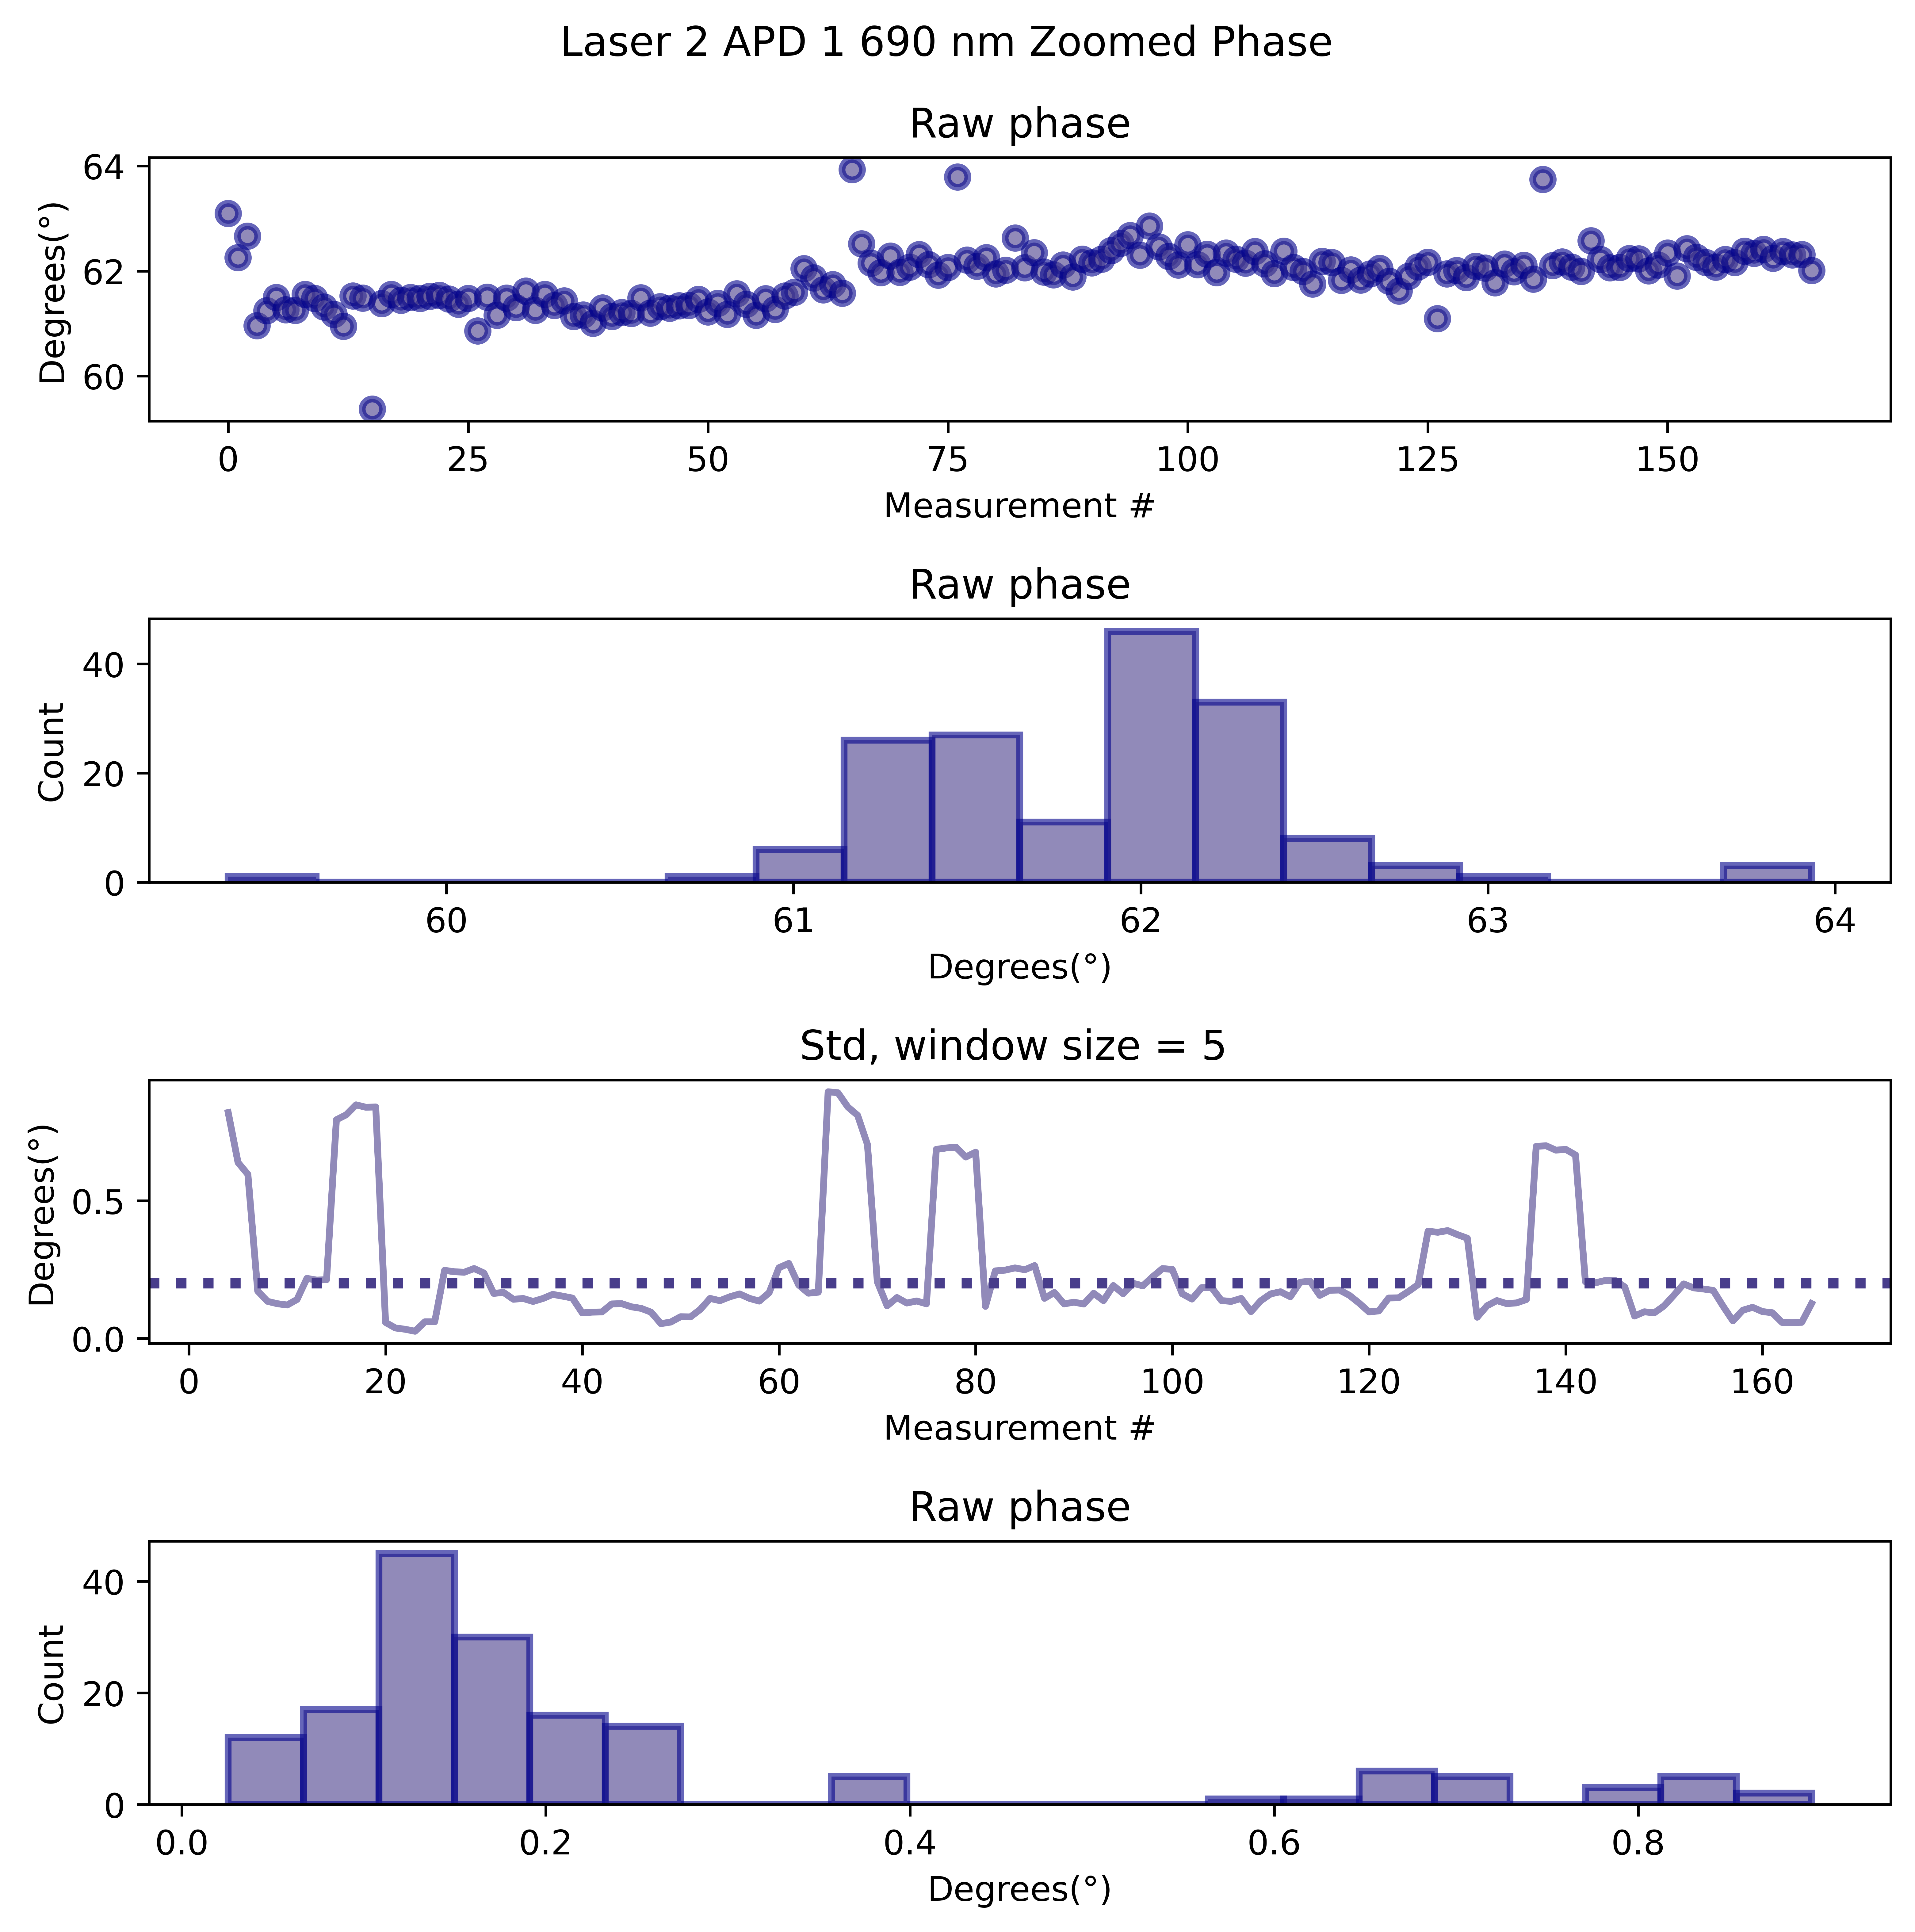 Laser 2 APD 1 690 nm Zoomed Phase
Raw phase
Degrees(°)
64
62
60
0 25 50 75 100 125 150
Measurement #
Raw phase
Count
40
20
0
60 61 62 63 64
Degrees(°)
Std, window size = 5
Degrees(°)
0.5
0.0
0 20 40 60 80 100 120 140 160
Measurement #
Raw phase
Count
40
20
0
0.0 0.2 0.4 0.6 0.8
Degrees(°)